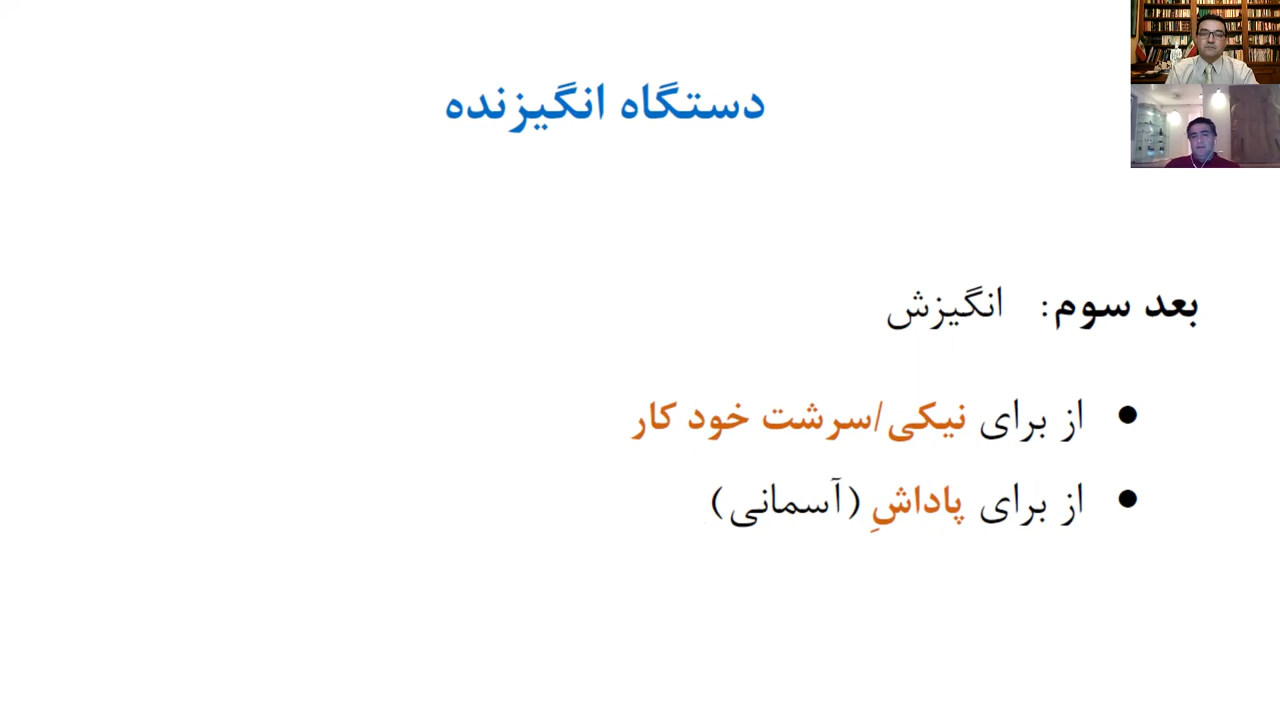 دستگاه انگیزنده
بعد سوم: انگیزش
● از برای نیکی/سرشت خود کار
● از برای پاداشِ (آسمانی)